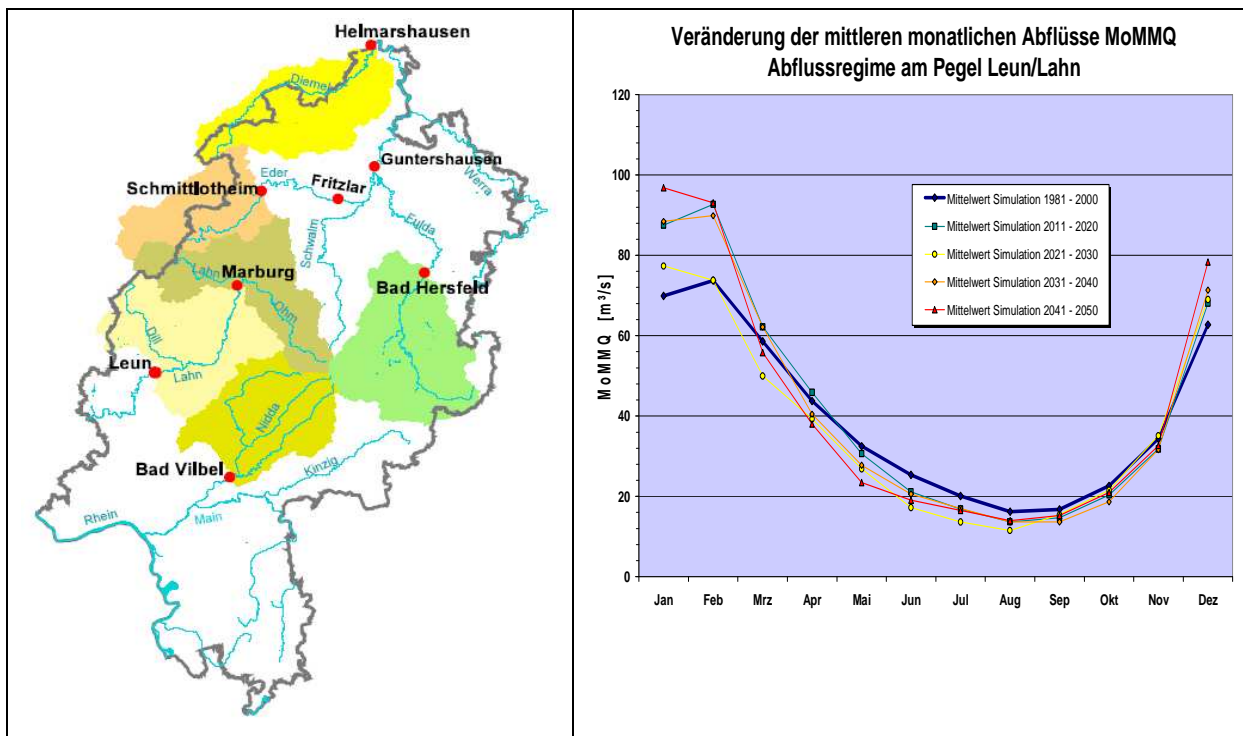 Helmarshausen
Diemel
Guntershausen
Eder
Schmittlotheim
Fritzlar
Werra
Fulda
Schwalm
Lahn
Marburg
Bad Hersfeld
Ohm
Dill
Leun
Lahn
Nidda
Bad Vilbel
Kinzig
Rhein
Main
Veränderung der mittleren monatlichen Abflüsse MoMMQ
Abflussregime am Pegel Leun/Lahn
MoMMQ [m³/s]
120
100
80
60
40
20
0
Mittelwert Simulation 1981 - 2000
Mittelwert Simulation 2011 - 2020
Mittelwert Simulation 2021 - 2030
Mittelwert Simulation 2031 - 2040
Mittelwert Simulation 2041 - 2050
Jan Feb Mrz Apr Mai Jun Jul Aug Sep Okt Nov Dez